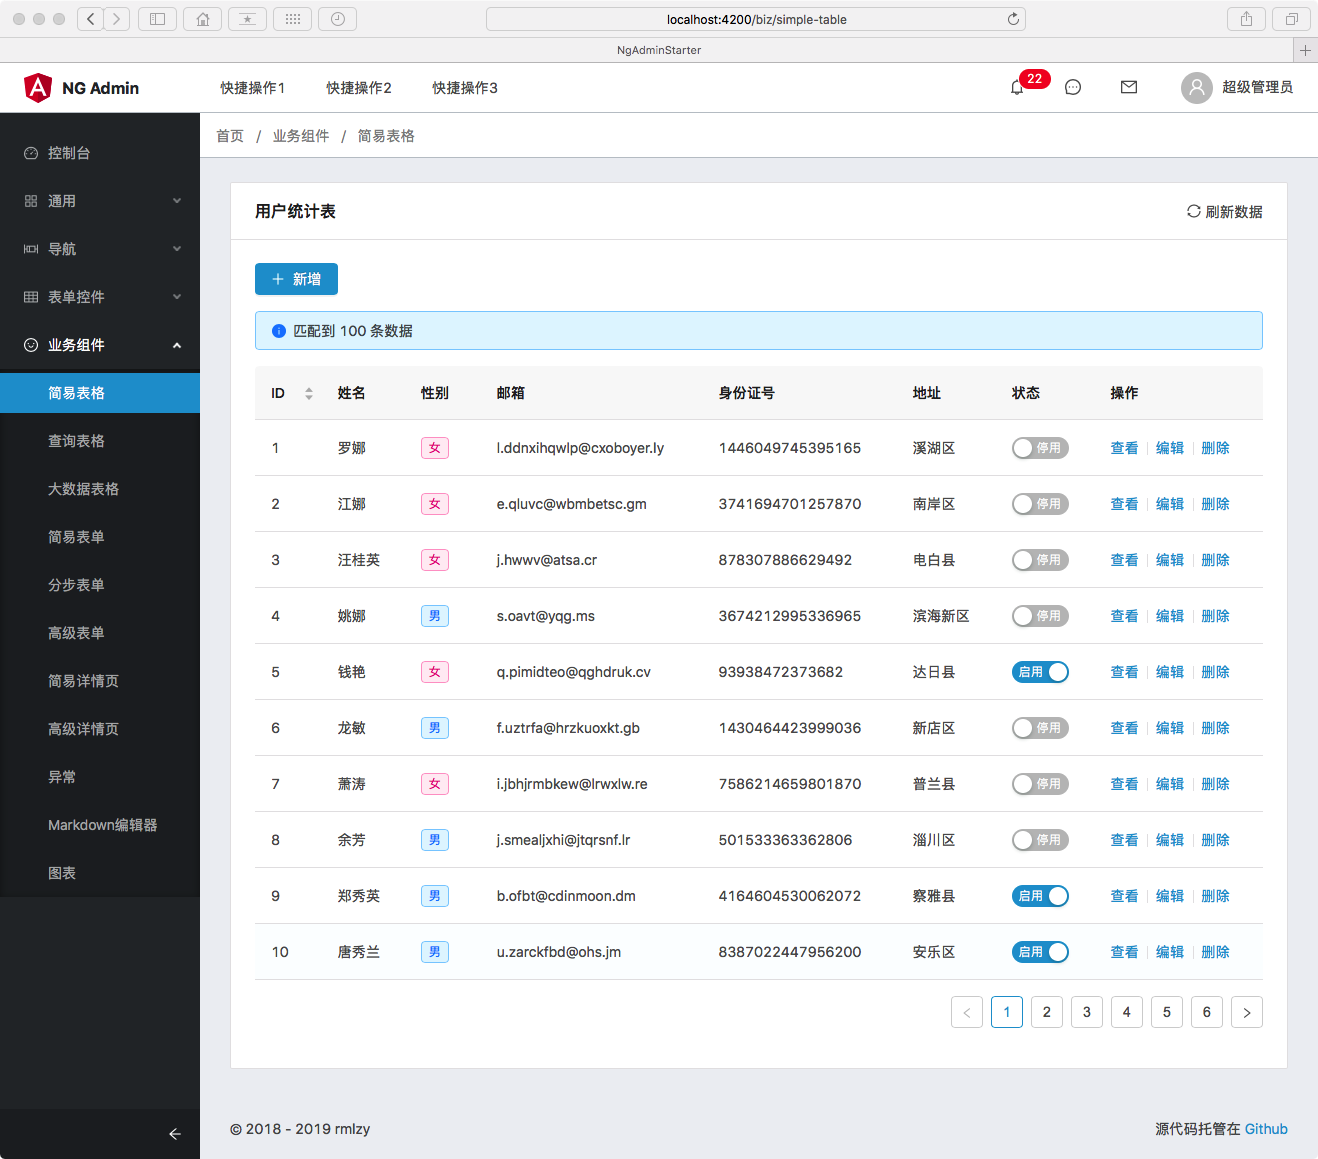 localhost:4200/biz/simple-table
NgAdminStarter
NG Admin 快捷操作1 快捷操作2 快捷操作3 22 超级管理员
首页 / 业务组件 / 简易表格
控制台
通用
导航
表单控件
业务组件
简易表格
查询表格
大数据表格
简易表单
分步表单
高级表单
简易详情页
高级详情页
异常
Markdown编辑器
图表
用户统计表 刷新数据
新增
匹配到 100 条数据
ID 姓名 性别 邮箱 身份证号 地址 状态 操作
1 罗娜 女 l.ddnxihqwlp@cxoboyer.ly 1446049745395165 溪湖区 停用 查看 编辑 删除
2 江娜 女 e.qluvc@wbmbetsc.gm 3741694701257870 南岸区 停用 查看 编辑 删除
3 汪桂英 女 j.hwwv@atsa.cr 878307886629492 电白县 停用 查看 编辑 删除
4 姚娜 男 s.oavt@yqg.ms 3674212995336965 滨海新区 停用 查看 编辑 删除
5 钱艳 女 q.pimidteo@qghdruk.cv 93938472373682 达日县 启用 查看 编辑 删除
6 龙敏 男 f.uztrfa@hrzkuoxkt.gb 1430464423999036 新店区 停用 查看 编辑 删除
7 萧涛 女 i.jbhjrmbkew@lrwxlw.re 7586214659801870 普兰县 停用 查看 编辑 删除
8 余芳 男 j.smealjxhi@jtqrsnf.lr 501533363362806 淄川区 停用 查看 编辑 删除
9 郑秀英 男 b.ofbt@cdinmoon.dm 4164604530062072 察雅县 启用 查看 编辑 删除
10 唐秀兰 男 u.zarckfbd@ohs.jm 8387022447956200 安乐区 启用 查看 编辑 删除
< 1 2 3 4 5 6 >
© 2018 - 2019 rmlzy 源代码托管在 Github